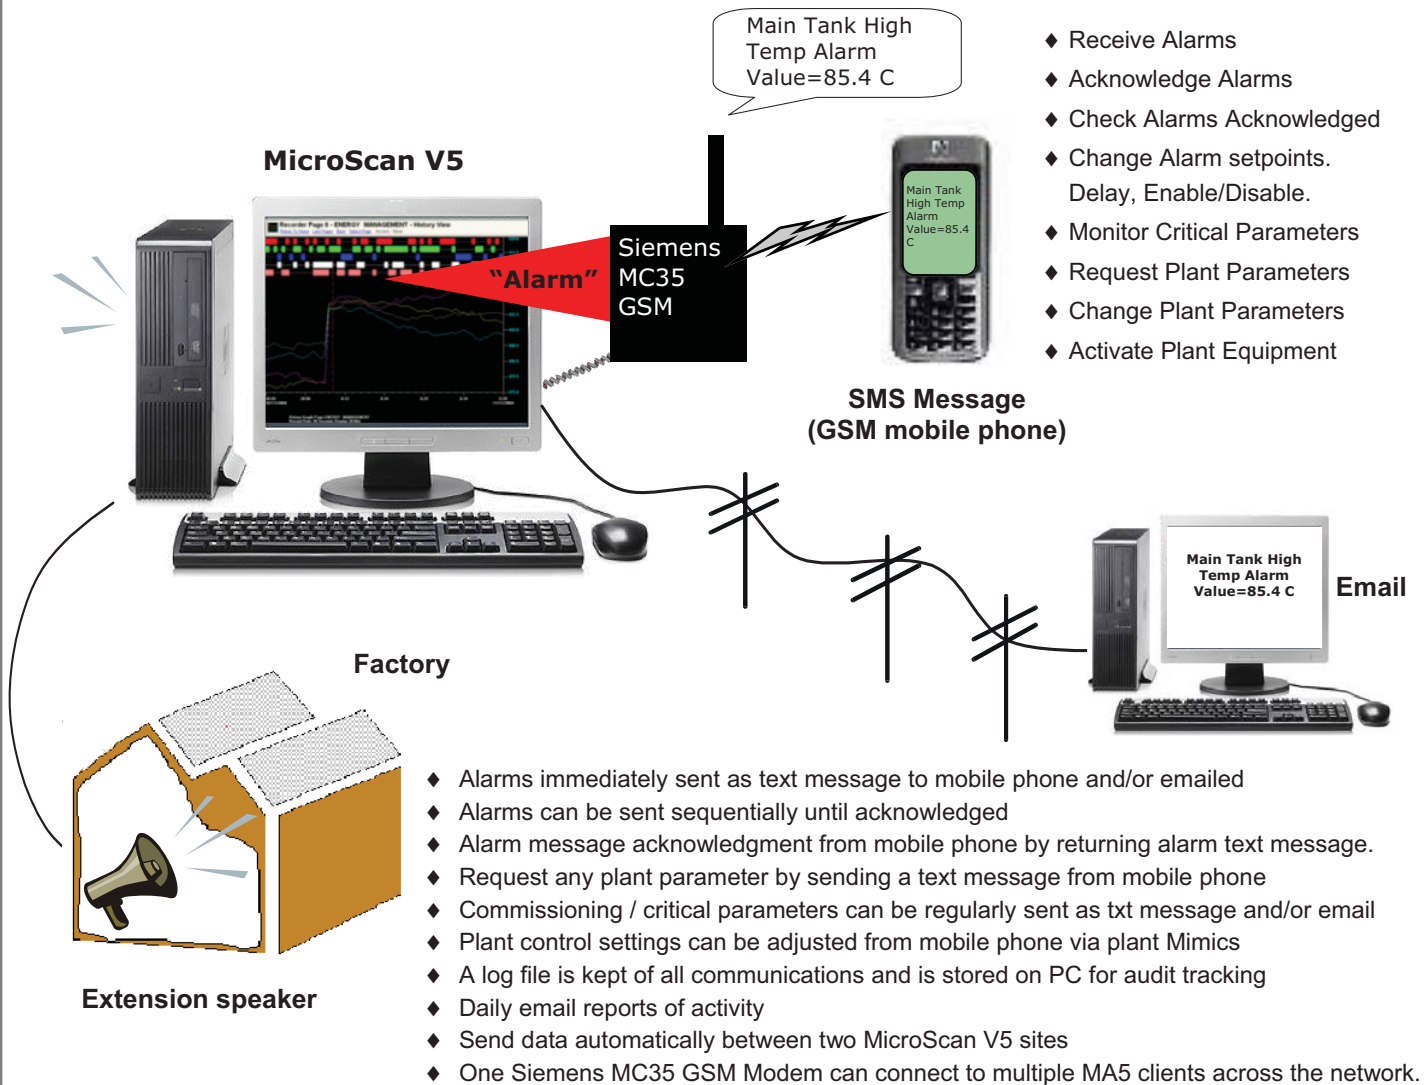 Main Tank High
Temp Alarm
Value=85.4 C
♦ Receive Alarms
♦ Acknowledge Alarms
♦ Check Alarms Acknowledged
♦ Change Alarm setpoints.
Delay, Enable/Disable.
♦ Monitor Critical Parameters
♦ Request Plant Parameters
♦ Change Plant Parameters
♦ Activate Plant Equipment
MicroScan V5
Recorder Page 6 - ENERGY MANAGEMENT - History View
"Alarm"
Siemens
MC35
GSM
Main Tank
High Temp
Alarm
Value=85.4
C
SMS Message
(GSM mobile phone)
Main Tank High
Temp Alarm
Value=85.4 C
Email
Factory
Extension speaker
♦ Alarms immediately sent as text message to mobile phone and/or emailed
♦ Alarms can be sent sequentially until acknowledged
♦ Alarm message acknowledgment from mobile phone by returning alarm text message.
♦ Request any plant parameter by sending a text message from mobile phone
♦ Commissioning / critical parameters can be regularly sent as txt message and/or email
♦ Plant control settings can be adjusted from mobile phone via plant Mimics
♦ A log file is kept of all communications and is stored on PC for audit tracking
♦ Daily email reports of activity
♦ Send data automatically between two MicroScan V5 sites
♦ One Siemens MC35 GSM Modem can connect to multiple MA5 clients across the network.